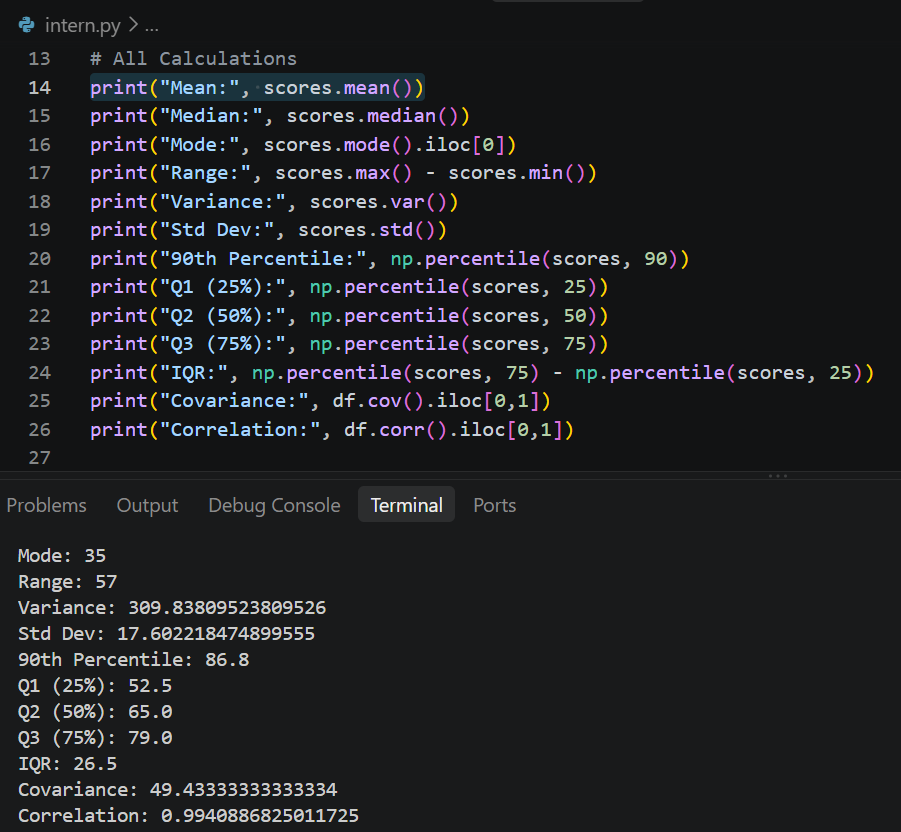 intern.py > ...
13 # All Calculations
14 print("Mean:", scores.mean())
15 print("Median:", scores.median())
16 print("Mode:", scores.mode().iloc[0])
17 print("Range:", scores.max() - scores.min())
18 print("Variance:", scores.var())
19 print("Std Dev:", scores.std())
20 print("90th Percentile:", np.percentile(scores, 90))
21 print("Q1 (25%):", np.percentile(scores, 25))
22 print("Q2 (50%):", np.percentile(scores, 50))
23 print("Q3 (75%):", np.percentile(scores, 75))
24 print("IQR:", np.percentile(scores, 75) - np.percentile(scores, 25))
25 print("Covariance:", df.cov().iloc[0,1])
26 print("Correlation:", df.corr().iloc[0,1])
27
Problems Output Debug Console Terminal Ports
Mode: 35
Range: 57
Variance: 309.83809523809526
Std Dev: 17.602218474899555
90th Percentile: 86.8
Q1 (25%): 52.5
Q2 (50%): 65.0
Q3 (75%): 79.0
IQR: 26.5
Covariance: 49.43333333333334
Correlation: 0.9940886825011725